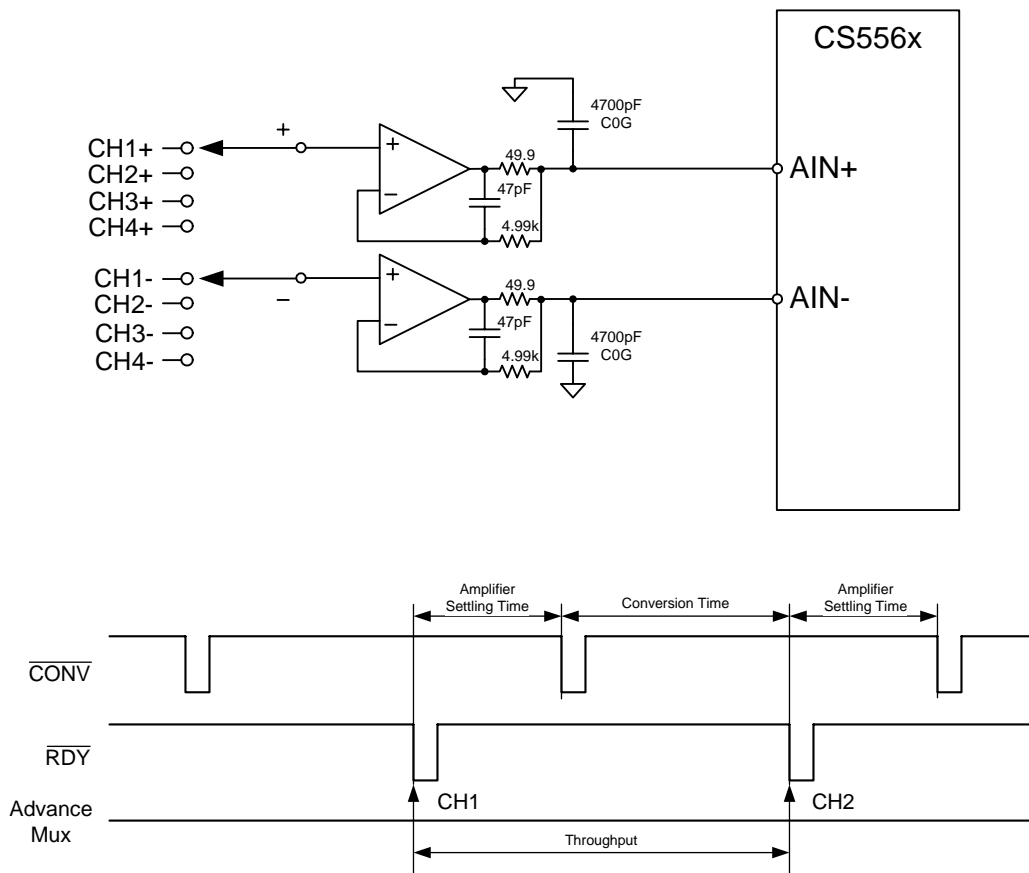 CS556x
4700pF
C0G
CH1+
CH2+
CH3+
CH4+
+
+
−
49.9
47pF
4.99k
AIN+
CH1-
CH2-
CH3-
CH4-
−
+
−
49.9
47pF
4.99k
4700pF
C0G
AIN-
Amplifier
Settling Time
Conversion Time
Amplifier
Settling Time
CONV
RDY
Advance
Mux
CH1
CH2
Throughput